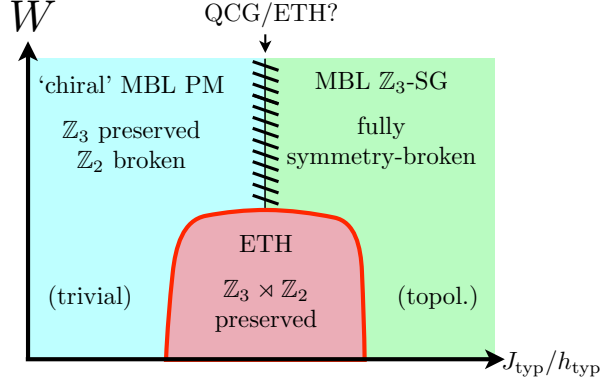 QCG/ETH?
W
‘chiral’ MBL PM
ℤ₃ preserved
ℤ₂ broken
MBL ℤ₃-SG
fully
symmetry-broken
ETH
ℤ₃ ⋊ ℤ₂
preserved
(trivial)
(topol.)
J_typ/h_typ